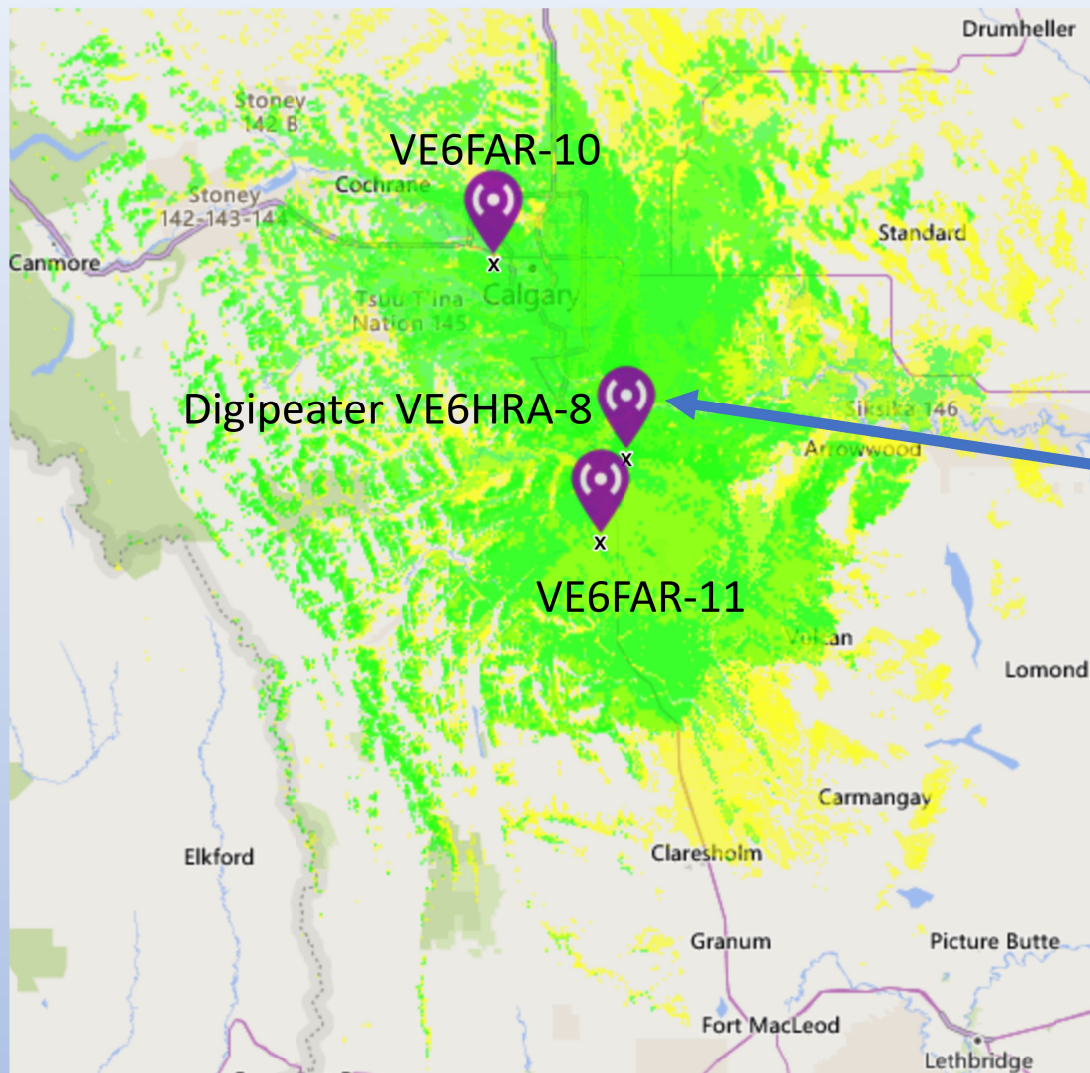 Drumheller
Stoney
142 B
VE6FAR-10
Cochrane
Stoney
142-143-144
Standard
Canmore
x
Tsuu T'ina
Nation 145
Calgary
Digipeater VE6HRA-8
Siksika 146
Arrowwood
x
x
VE6FAR-11
Vulcan
Lomond
Carmangay
Claresholm
Elkford
Granum
Picture Butte
Fort MacLeod
Lethbridge